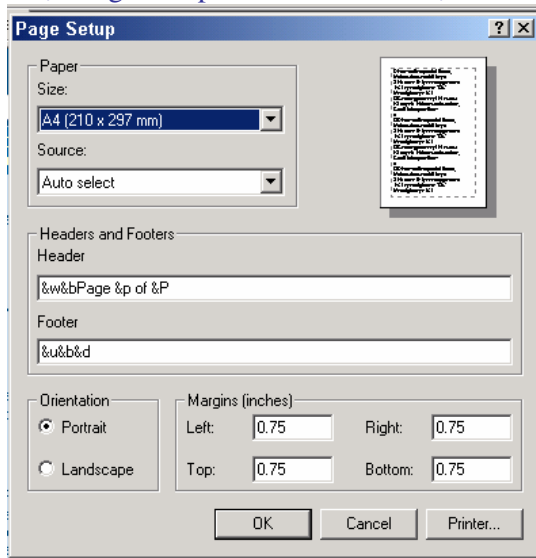 Page Setup
Paper
Size:
A4 (210 x 297 mm)
Source:
Auto select
Headers and Footers
Header
&w&bPage &p of &P
Footer
&u&b&d
Orientation
Portrait
Landscape
Margins (inches)
Left: 0.75 Right: 0.75
Top: 0.75 Bottom: 0.75
OK Cancel Printer...